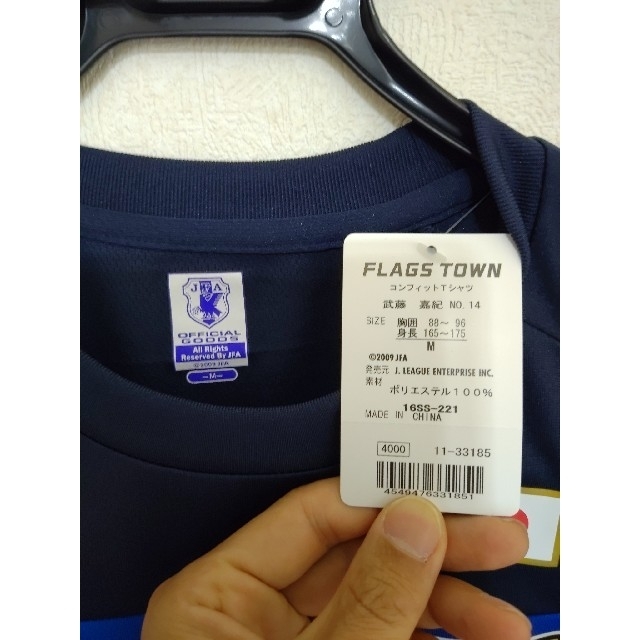 JFA
OFFICIAL
GOODS
All Rights
Reserved By JFA
©2009 JFA
-M-
FLAGS TOWN
コンフィットTシャツ
武藤 嘉紀 NO.14
SIZE 胸囲 88〜 96
身長 165〜175
M
©2009 JFA
発売元 J. LEAGUE ENTERPRISE INC.
素材
ポリエステル100%
16SS-221
MADE IN CHINA
4000 11-33185
4549476331851